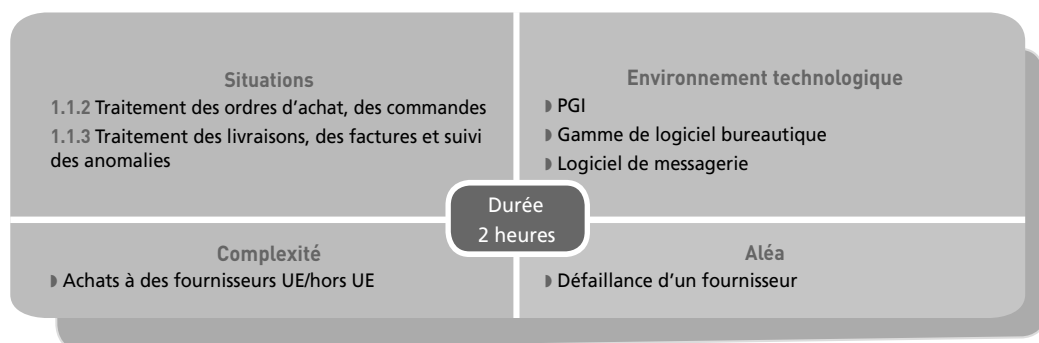 Situations
1.1.2 Traitement des ordres d'achat, des commandes
1.1.3 Traitement des livraisons, des factures et suivi
des anomalies
Environnement technologique
PGI
Gamme de logiciel bureautique
Logiciel de messagerie
Durée
2 heures
Complexité
Achats à des fournisseurs UE/hors UE
Aléa
Défaillance d'un fournisseur